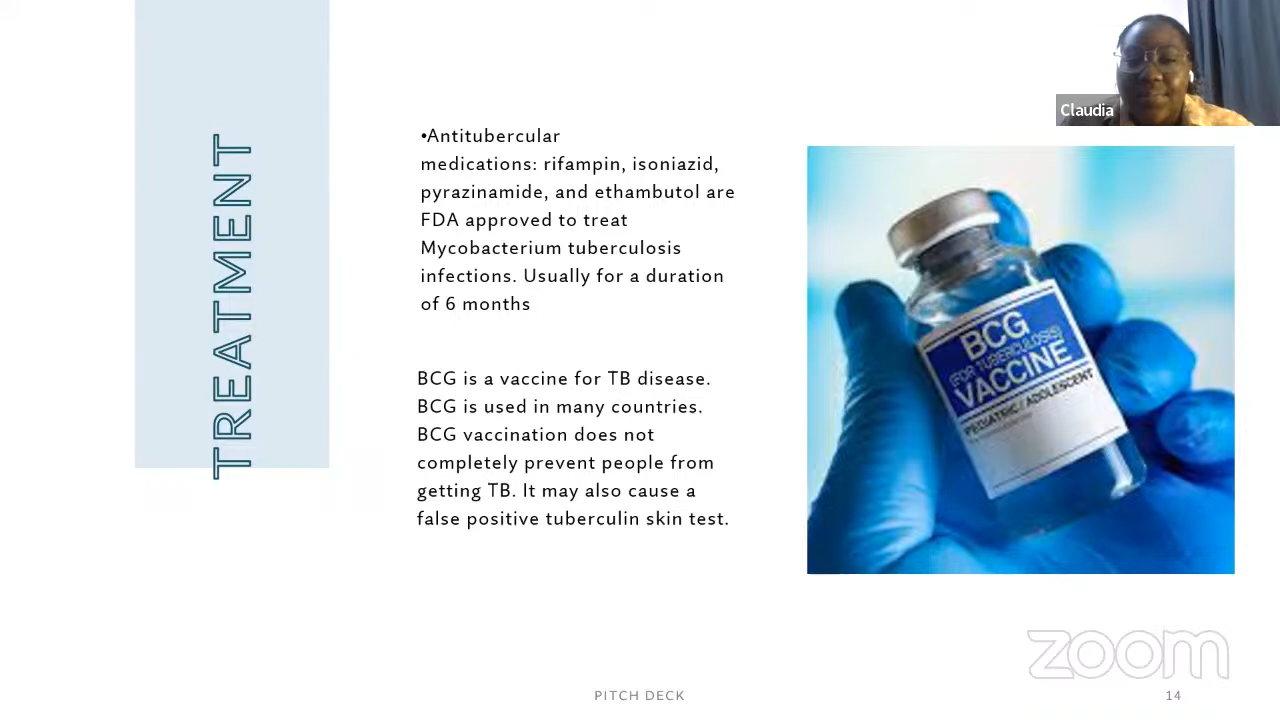 Claudia
TREATMENT
•Antitubercular
medications: rifampin, isoniazid,
pyrazinamide, and ethambutol are
FDA approved to treat
Mycobacterium tuberculosis
infections. Usually for a duration
of 6 months
BCG is a vaccine for TB disease.
BCG is used in many countries.
BCG vaccination does not
completely prevent people from
getting TB. It may also cause a
false positive tuberculin skin test.
BCG
(FOR TUBERCULOSIS)
VACCINE
PEDIATRIC / ADOLESCENT
zoom
PITCH DECK
14